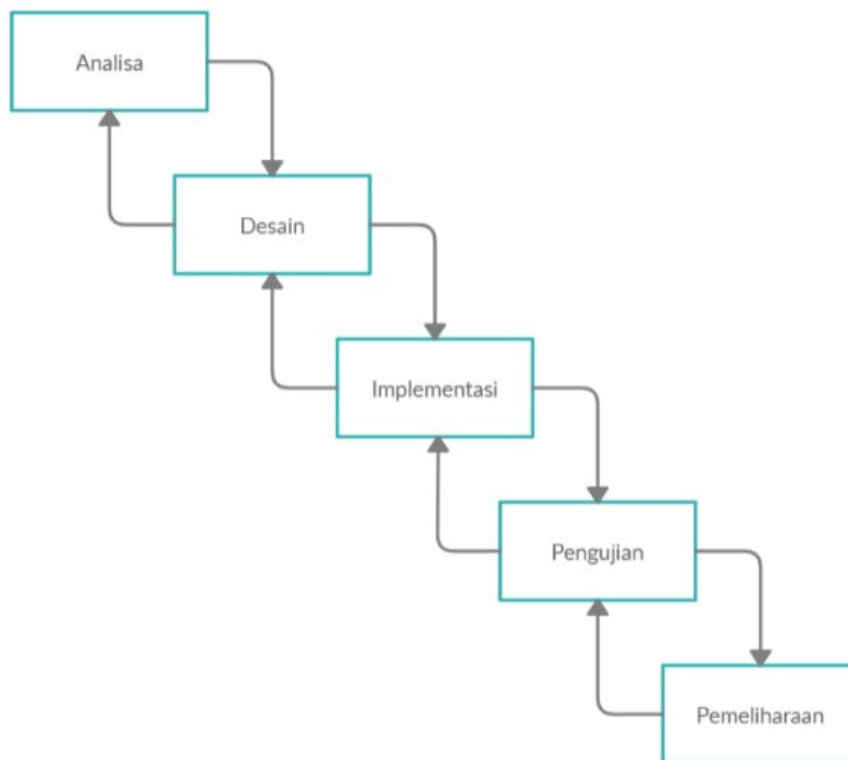 Analisa
Desain
Implementasi
Pengujian
Pemeliharaan